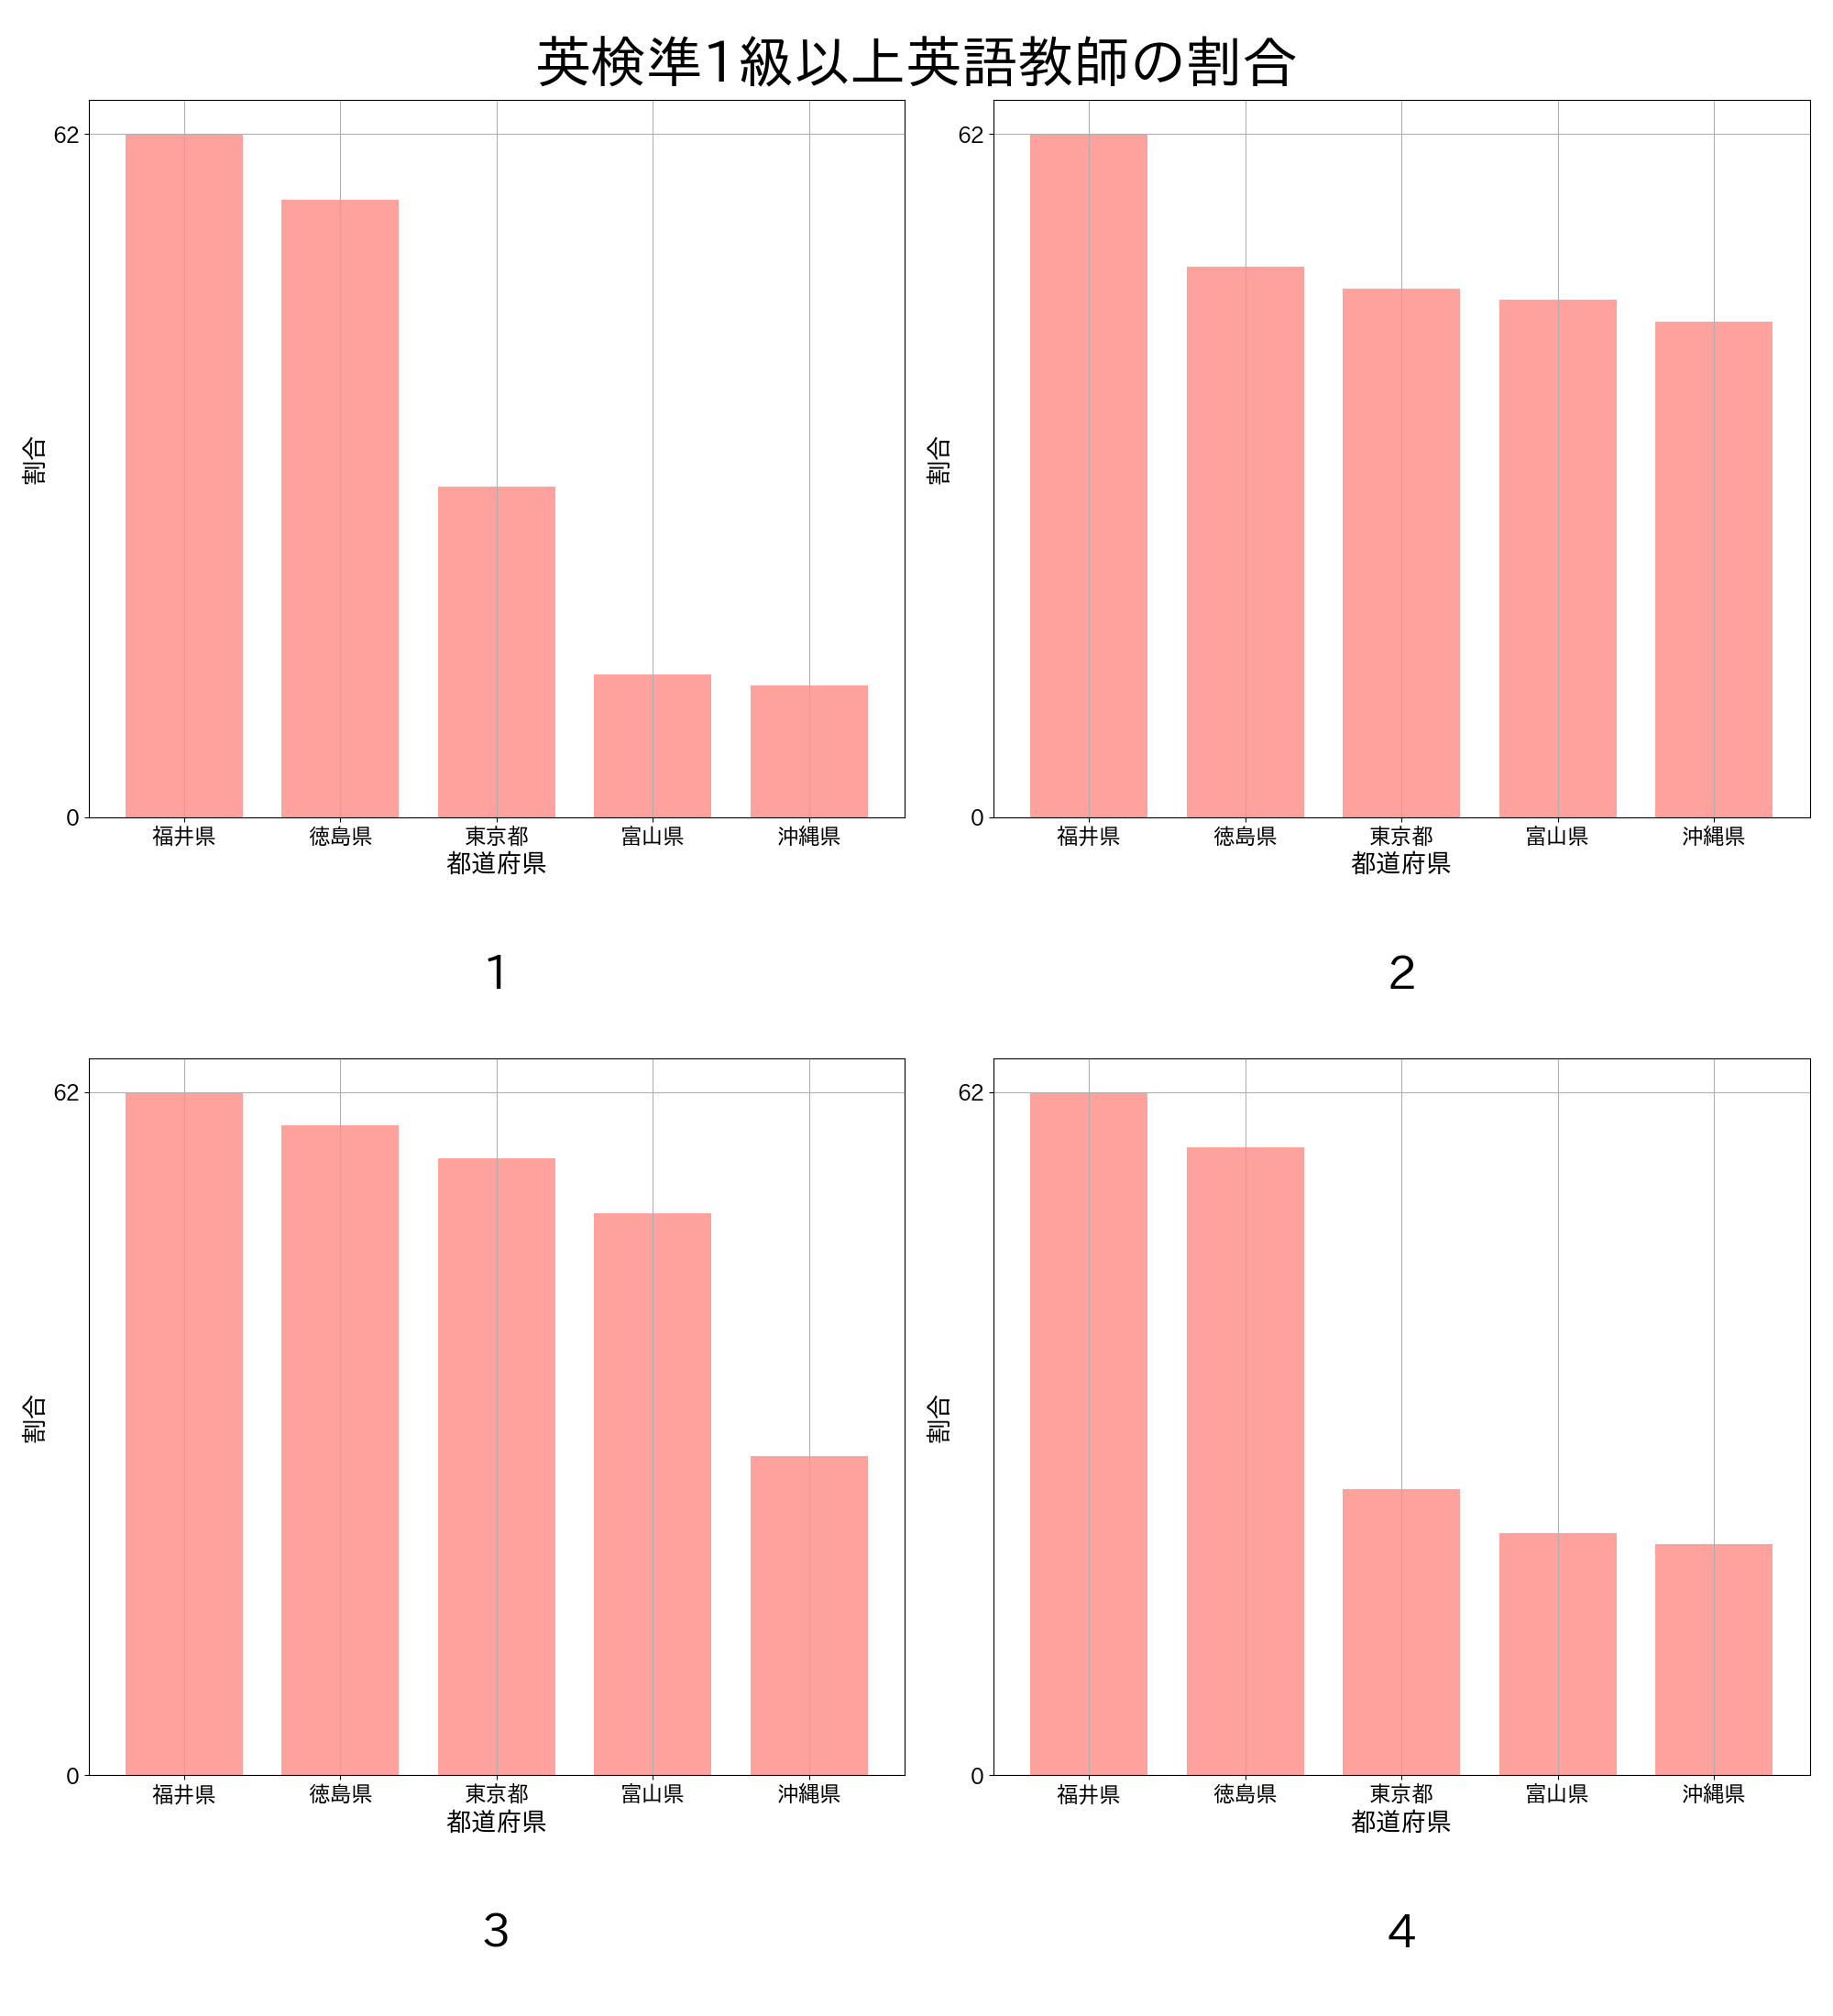 英検準1級以上英語教師の割合
62
0
割合
福井県 徳島県 東京都 富山県 沖縄県
都道府県
1
62
0
割合
福井県 徳島県 東京都 富山県 沖縄県
都道府県
2
62
0
割合
福井県 徳島県 東京都 富山県 沖縄県
都道府県
3
62
0
割合
福井県 徳島県 東京都 富山県 沖縄県
都道府県
4